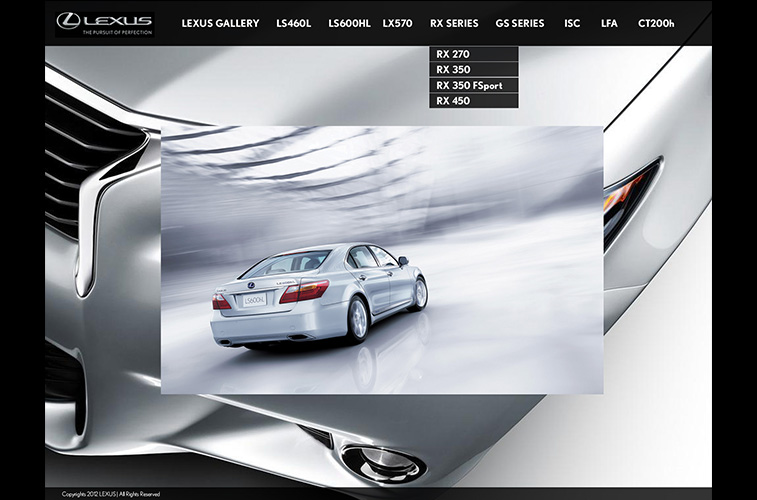 LEXUS
THE PURSUIT OF PERFECTION
LEXUS GALLERY LS460L LS600HL LX570 RX SERIES GS SERIES ISC LFA CT200h
RX 270
RX 350
RX 350 FSport
RX 450
LS600hL
Copyrights 2012 LEXUS | All Rights Reserved